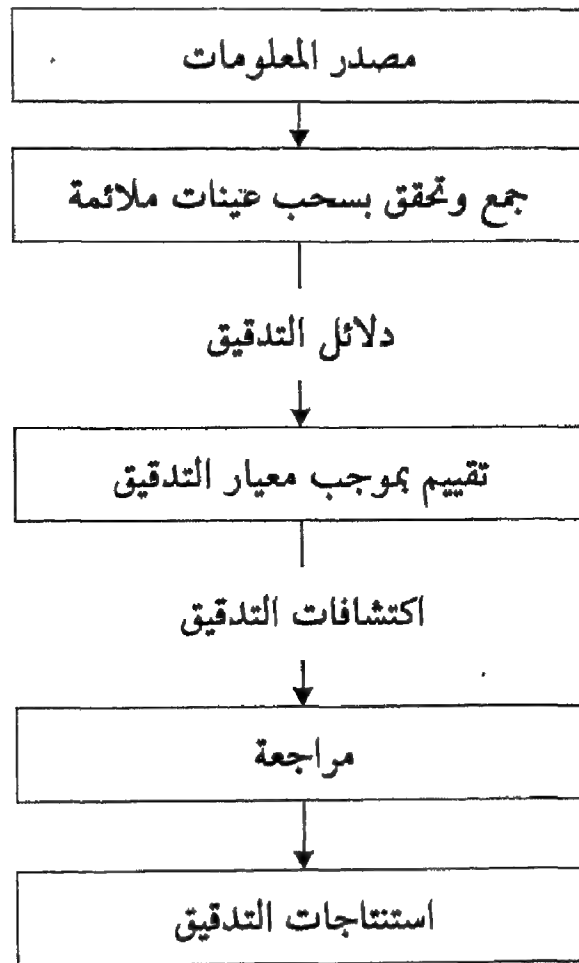 مصدر المعلومات
جمع وتحقق بسحب عينات ملائمة
دلائل التدقيق
تقييم بموجب معيار التدقيق
اكتشافات التدقيق
مراجعة
استنتاجات التدقيق